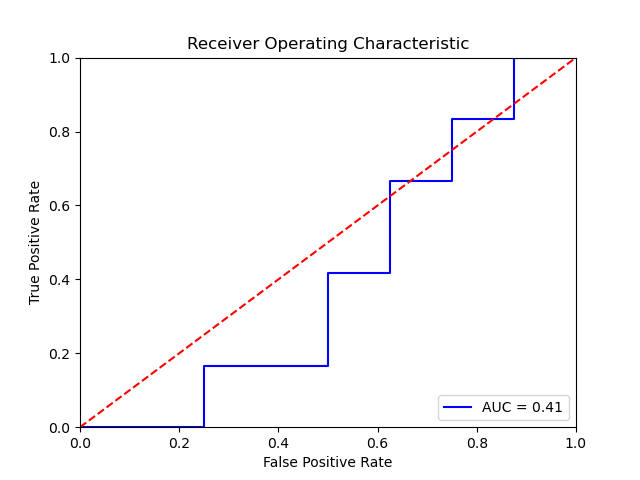 Receiver Operating Characteristic
1.0
0.8
0.6
0.4
0.2
0.0
True Positive Rate
AUC = 0.41
0.0 0.2 0.4 0.6 0.8 1.0
False Positive Rate